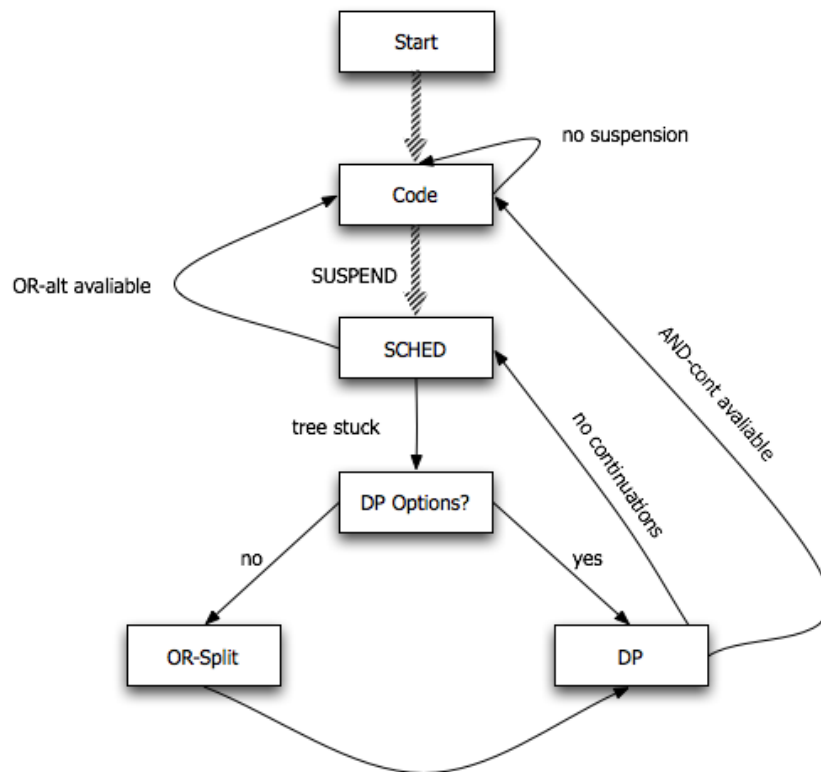 Start
no suspension
Code
OR-alt avaliable
SUSPEND
SCHED
AND-cont avaliable
no continuations
tree stuck
DP Options?
no
yes
OR-Split
DP